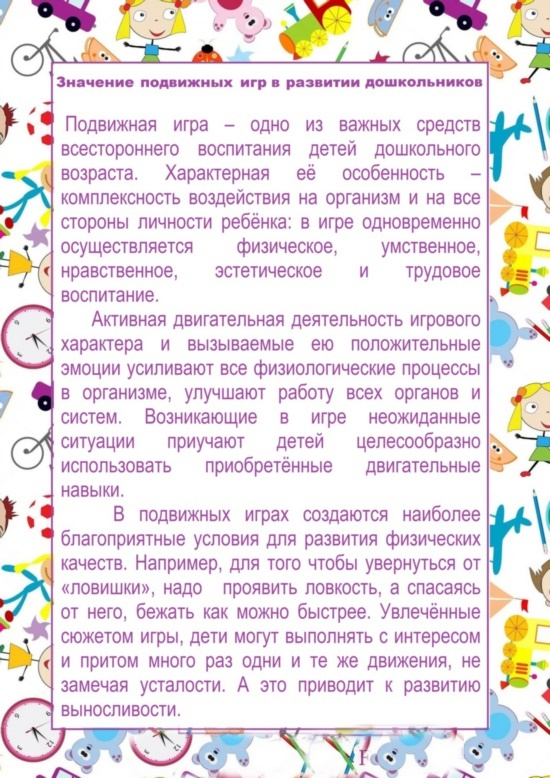 Значение подвижных игр в развитии дошкольников
Подвижная игра – одно из важных средств
всестороннего воспитания детей дошкольного
возраста. Характерная её особенность –
комплексность воздействия на организм и на все
стороны личности ребёнка: в игре одновременно
осуществляется физическое, умственное,
нравственное, эстетическое и трудовое
воспитание.
Активная двигательная деятельность игрового
характера и вызываемые ею положительные
эмоции усиливают все физиологические процессы
в организме, улучшают работу всех органов и
систем. Возникающие в игре неожиданные
ситуации приучают детей целесообразно
использовать приобретённые двигательные
навыки.
В подвижных играх создаются наиболее
благоприятные условия для развития физических
качеств. Например, для того чтобы увернуться от
«ловишки», надо проявить ловкость, а спасаясь
от него, бежать как можно быстрее. Увлечённые
сюжетом игры, дети могут выполнять с интересом
и притом много раз одни и те же движения, не
замечая усталости. А это приводит к развитию
выносливости.